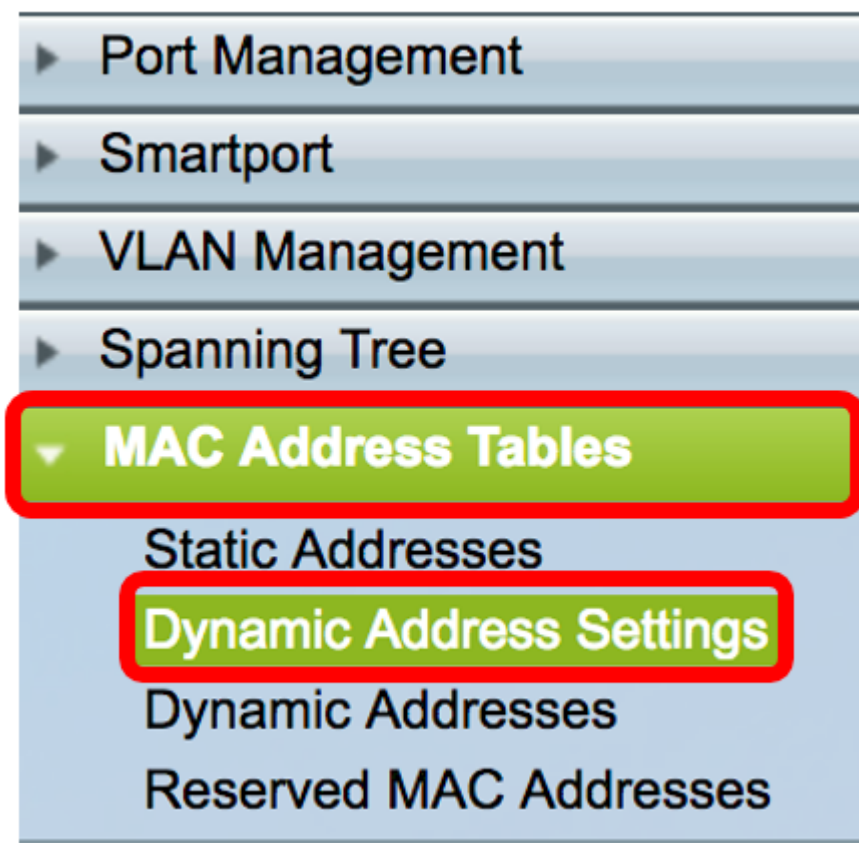 Port Management
Smartport
VLAN Management
Spanning Tree
MAC Address Tables
Static Addresses
Dynamic Address Settings
Dynamic Addresses
Reserved MAC Addresses